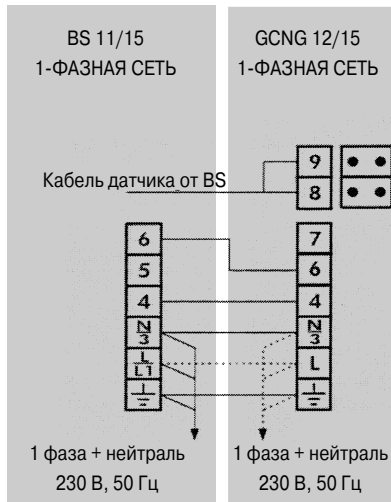 BS 11/15
1-ФАЗНАЯ СЕТЬ
GCNG 12/15
1-ФАЗНАЯ СЕТЬ
Кабель датчика от BS
9
8
7
6
4
N
3
L
6
5
4
N
3
L
L1
1 фаза + нейтраль
230 В, 50 Гц
1 фаза + нейтраль
230 В, 50 Гц